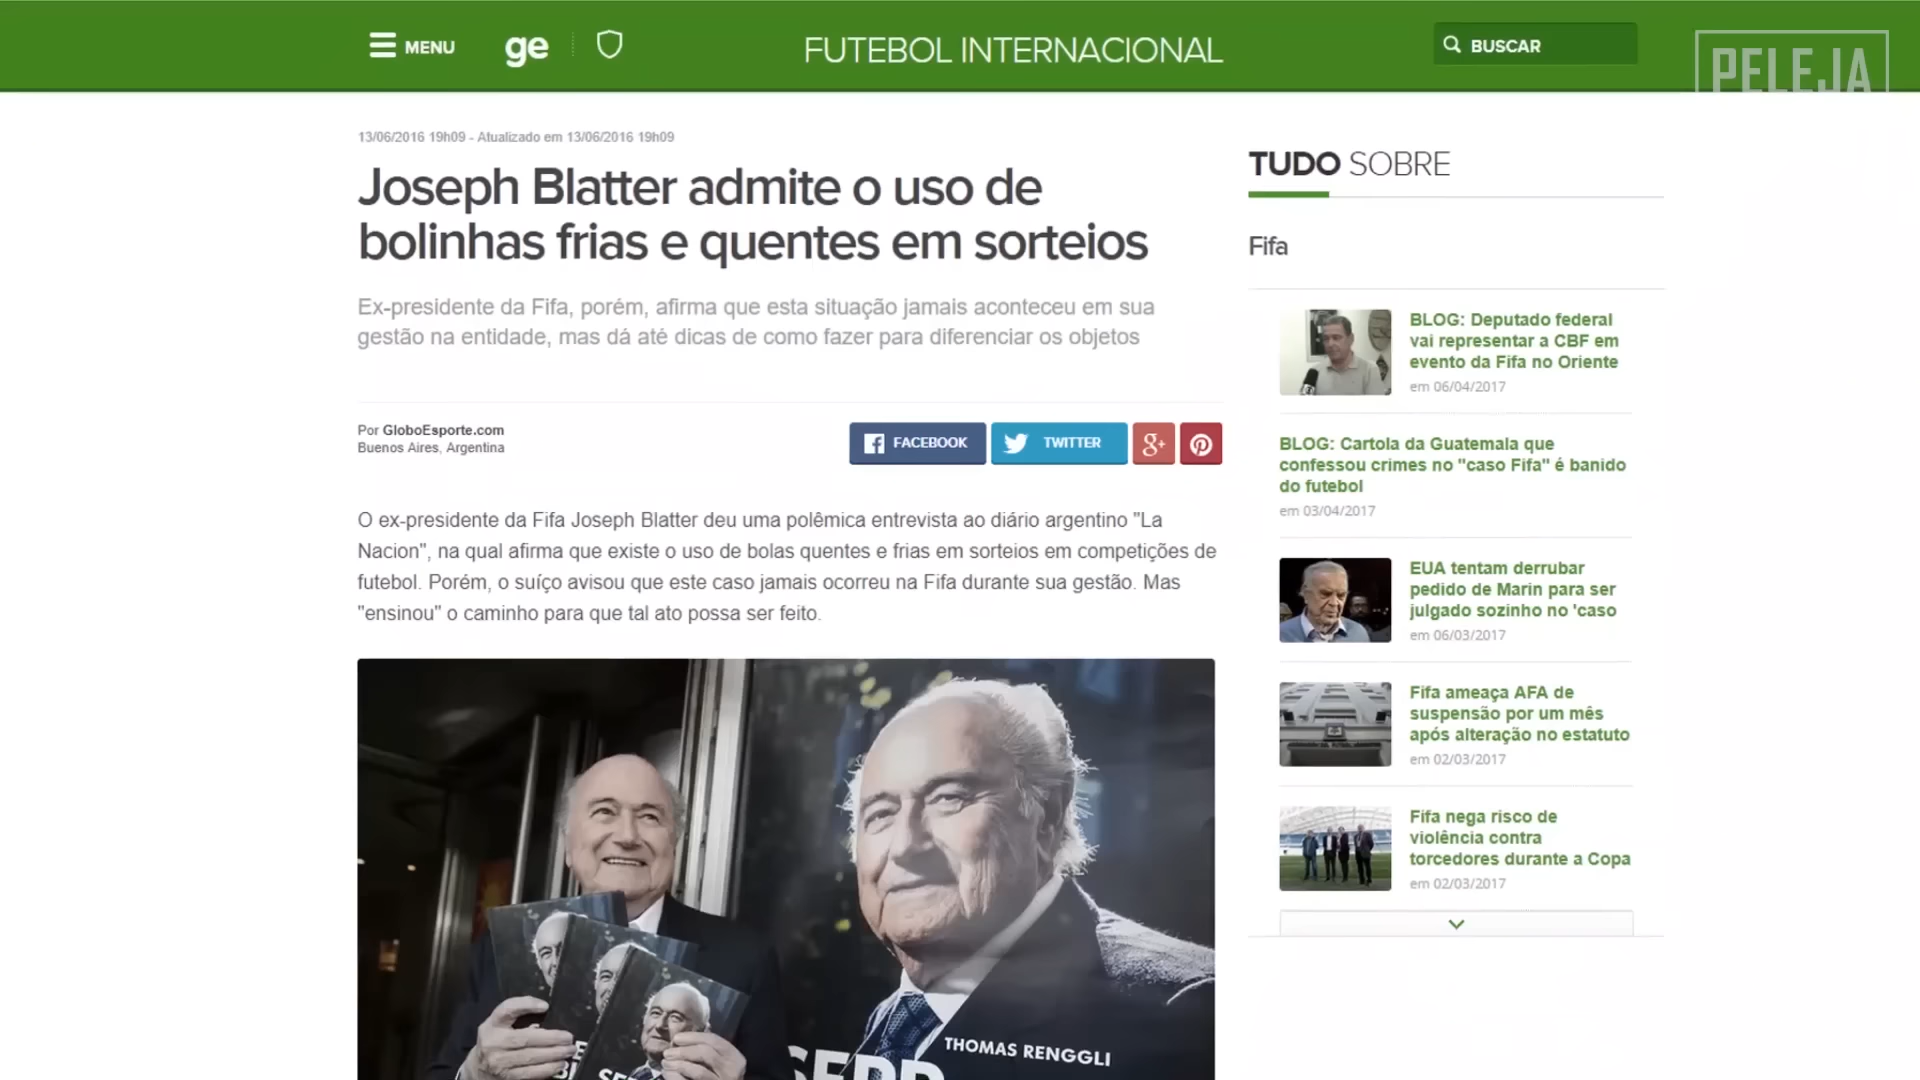 MENU
ge
FUTEBOL INTERNACIONAL
BUSCAR
PELEJA
13/06/2016 19h09 - Atualizado em 13/06/2016 19h09
Joseph Blatter admite o uso de
bolinhas frias e quentes em sorteios
Ex-presidente da Fifa, porém, afirma que esta situação jamais aconteceu em sua
gestão na entidade, mas dá até dicas de como fazer para diferenciar os objetos
Por GloboEsporte.com
Buenos Aires, Argentina
FACEBOOK
TWITTER
g+
O ex-presidente da Fifa Joseph Blatter deu uma polêmica entrevista ao diário argentino "La
Nacion", na qual afirma que existe o uso de bolas quentes e frias em sorteios em competições de
futebol. Porém, o suíço avisou que este caso jamais ocorreu na Fifa durante sua gestão. Mas
"ensinou" o caminho para que tal ato possa ser feito.
THOMAS RENGGLI
SEPP
TUDO SOBRE
Fifa
BLOG: Deputado federal
vai representar a CBF em
evento da Fifa no Oriente
em 06/04/2017
BLOG: Cartola da Guatemala que
confessou crimes no "caso Fifa" é banido
do futebol
em 03/04/2017
EUA tentam derrubar
pedido de Marin para ser
julgado sozinho no 'caso
em 06/03/2017
Fifa ameaça AFA de
suspensão por um mês
após alteração no estatuto
em 02/03/2017
Fifa nega risco de
violência contra
torcedores durante a Copa
em 02/03/2017